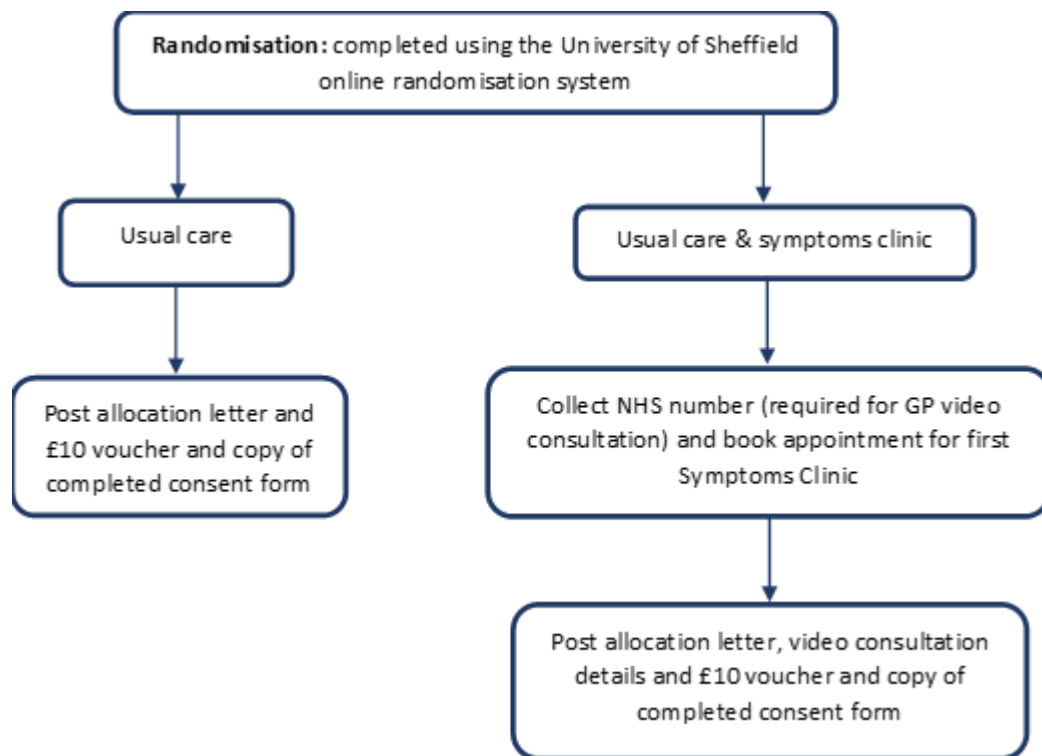 Randomisation: completed using the University of Sheffield
online randomisation system
Usual care
Usual care & symptoms clinic
Post allocation letter and
£10 voucher and copy of
completed consent form
Collect NHS number (required for GP video
consultation) and book appointment for first
Symptoms Clinic
Post allocation letter, video consultation
details and £10 voucher and copy of
completed consent form